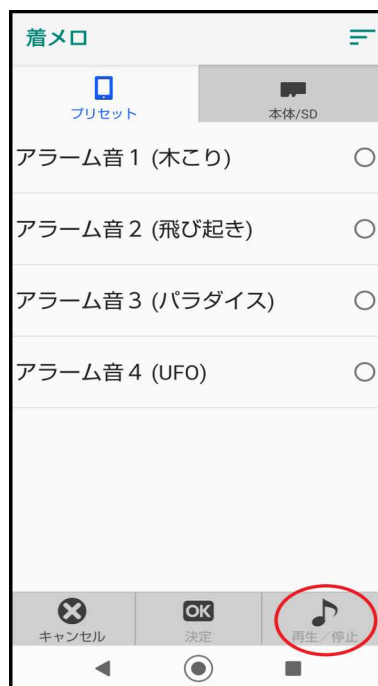 着メロ
プリセット
本体/SD
アラーム音１ (木こり)
アラーム音２ (飛び起き)
アラーム音３ (パラダイス)
アラーム音４ (UFO)
OK
キャンセル
決定
再生／停止